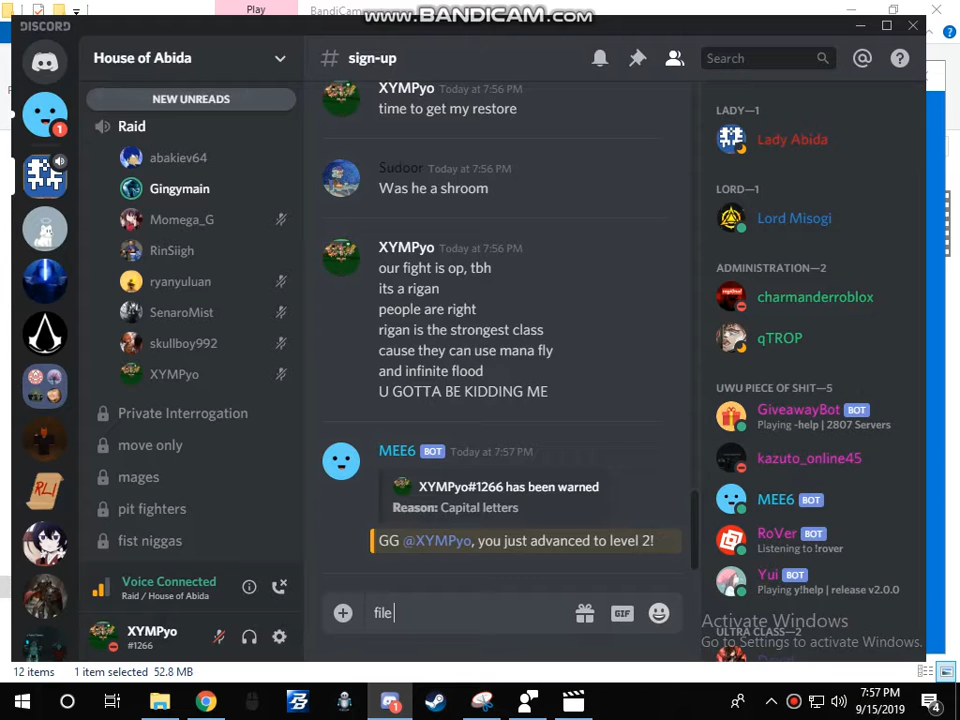 Play
BandiCam
www.BANDICAM.com
DISCORD
House of Abida
# sign-up
Search
NEW UNREADS
Raid
abakiev64
Gingymain
Momega_G
RinSiigh
ryanyuluan
SenaroMist
skullboy992
XYMPyo
Private Interrogation
move only
mages
pit fighters
fist niggas
Voice Connected
Raid / House of Abida
XYMPyo
#1266
XYMPyo Today at 7:56 PM
time to get my restore
Sudoor Today at 7:56 PM
Was he a shroom
XYMPyo Today at 7:56 PM
our fight is op, tbh
its a rigan
people are right
rigan is the strongest class
cause they can use mana fly
and infinite flood
U GOTTA BE KIDDING ME
MEE6 BOT Today at 7:57 PM
XYMPyo#1266 has been warned
Reason: Capital letters
GG @XYMPyo, you just advanced to level 2!
file
GIF
LADY—1
Lady Abida
LORD—1
Lord Misogi
ADMINISTRATION—2
charmanderroblox
qTROP
UWU PIECE OF SHIT—5
GiveawayBot BOT
Playing -help | 2807 Servers
kazuto_online45
MEE6 BOT
RoVer BOT
Listening to !rover
Yui BOT
Playing y!help | release v2.0.0
ULTRA CLASS—2
Activate Windows
Go to Settings to activate Windows.
RLI
1
12 items 1 item selected 52.8 MB
1
7:57 PM
9/15/2019
4